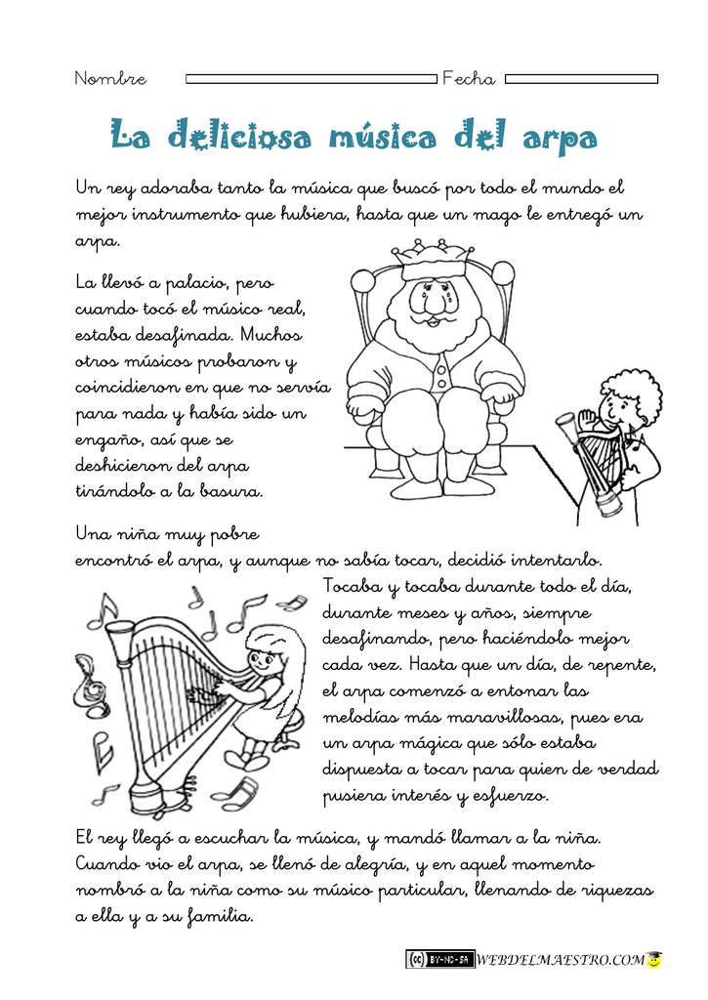 Nombre Fecha
La deliciosa música del arpa
Un rey adoraba tanto la música que buscó por todo el mundo el
mejor instrumento que hubiera, hasta que un mago le entregó un
arpa.
La llevó a palacio, pero
cuando tocó el músico real,
estaba desafinada. Muchos
otros músicos probaron y
coincidieron en que no servía
para nada y había sido un
engaño, así que se
deshicieron del arpa
tirándolo a la basura.
Una niña muy pobre
encontró el arpa, y aunque no sabía tocar, decidió intentarlo.
Tocaba y tocaba durante todo el día,
durante meses y años, siempre
desafinando, pero haciéndolo mejor
cada vez. Hasta que un día, de repente,
el arpa comenzó a entonar las
melodías más maravillosas, pues era
un arpa mágica que sólo estaba
dispuesta a tocar para quien de verdad
pusiera interés y esfuerzo.
El rey llegó a escuchar la música, y mandó llamar a la niña.
Cuando vio el arpa, se llenó de alegría, y en aquel momento
nombró a la niña como su músico particular, llenando de riquezas
a ella y a su familia.
(cc) BY-NC-SA WEBDELMAESTRO.COM